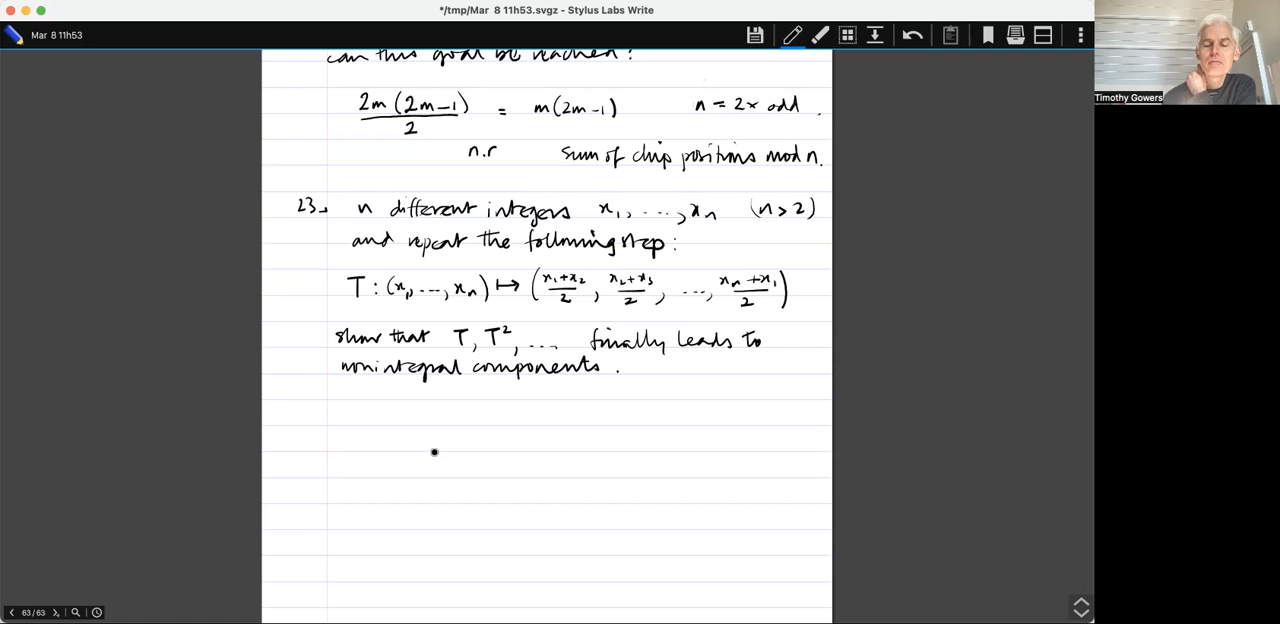 */tmp/Mar 8 11h53.svgz - Stylus Labs Write
Mar 8 11h53
Timothy Gowers
can this goal be reached?
2m(2m-1)/2 = m(2m-1) n = 2x odd.
n.r sum of chip positions mod n.
23. n different integers x₁, ..., xₙ (n > 2)
and repeat the following step:
T : (x₁, ..., xₙ) ↦ ((x₁+x₂)/2, (x₂+x₃)/2, ..., (xₙ+x₁)/2)
show that T, T², ... finally leads to
nonintegral components.
63/63